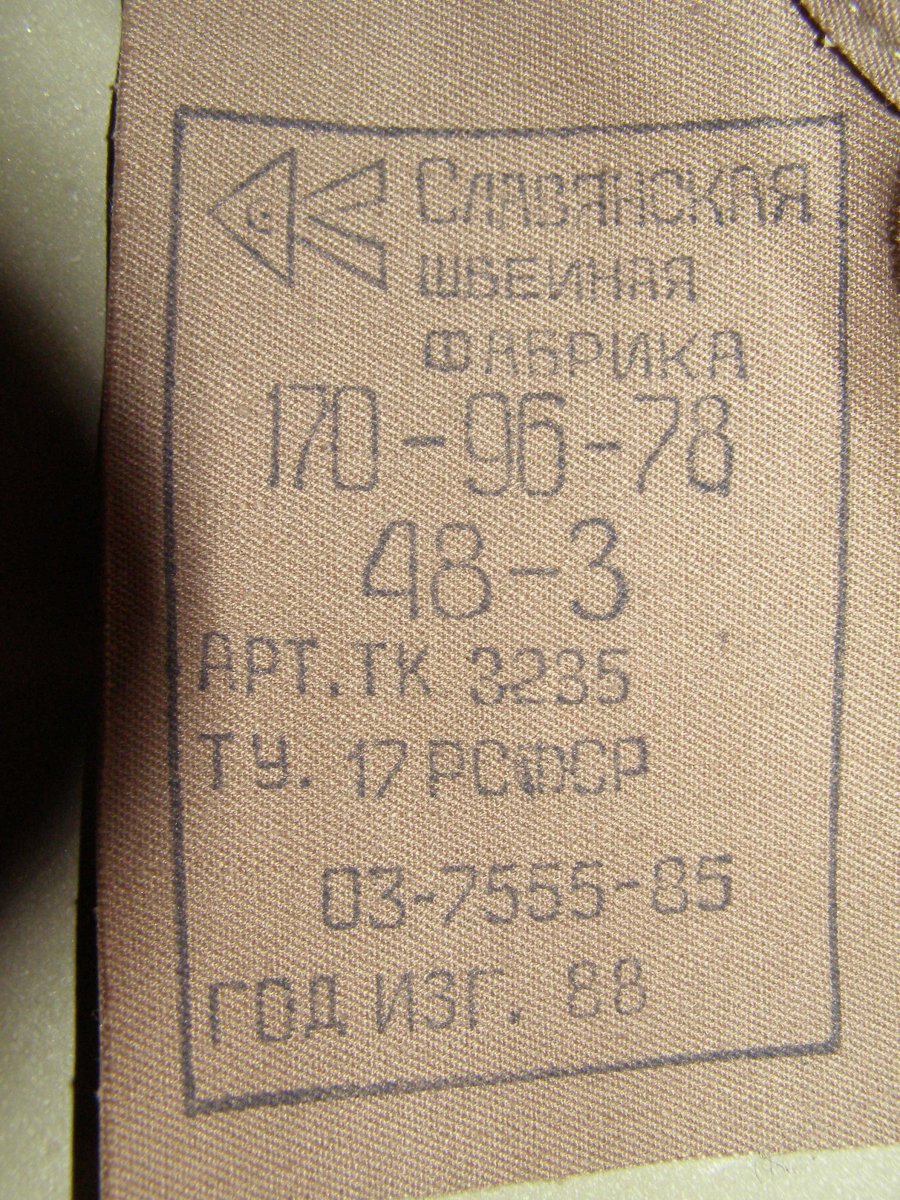 Славянская
швейная
фабрика
170-96-78
48-3
АРТ. ТК 3235
ТУ. 17 РСФСР
03-7555-85
ГОД ИЗГ. 88